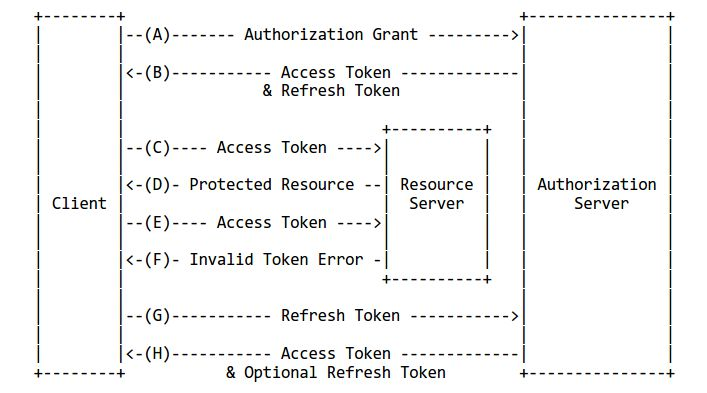 +--------+                                           +---------------+
|        |--(A)------- Authorization Grant --------->|               |
|        |                                           |               |
|        |<-(B)----------- Access Token -------------|               |
|        |               & Refresh Token             |               |
|        |                                           |               |
|        |                            +----------+   |               |
|        |--(C)---- Access Token ---->|          |   |               |
|        |                            |          |   |               |
|        |<-(D)- Protected Resource --| Resource |   | Authorization |
| Client |                            |  Server  |   |     Server    |
|        |--(E)---- Access Token ---->|          |   |               |
|        |                            |          |   |               |
|        |<-(F)- Invalid Token Error -|          |   |               |
|        |                            +----------+   |               |
|        |                                           |               |
|        |--(G)----------- Refresh Token ----------->|               |
|        |                                           |               |
|        |<-(H)----------- Access Token -------------|               |
+--------+           & Optional Refresh Token        +---------------+